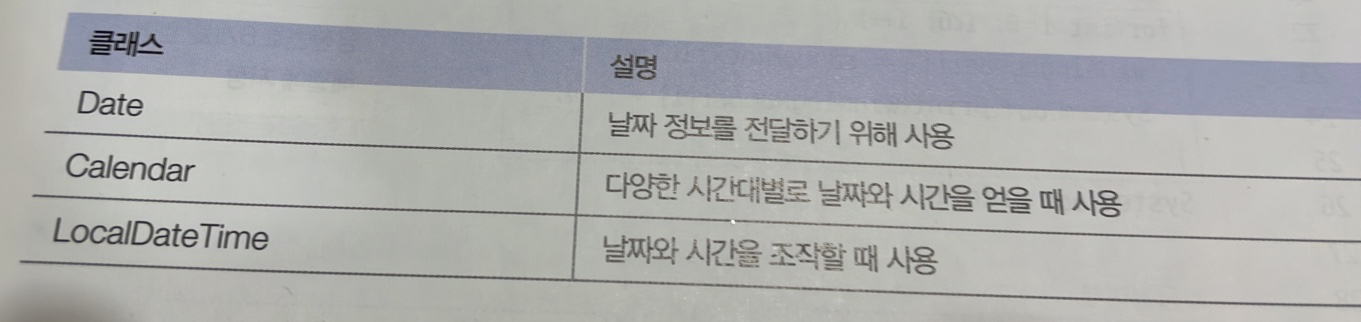 클래스 설명
Date 날짜 정보를 전달하기 위해 사용
Calendar 다양한 시간대별로 날짜와 시간을 얻을 때 사용
LocalDateTime 날짜와 시간을 조작할 때 사용